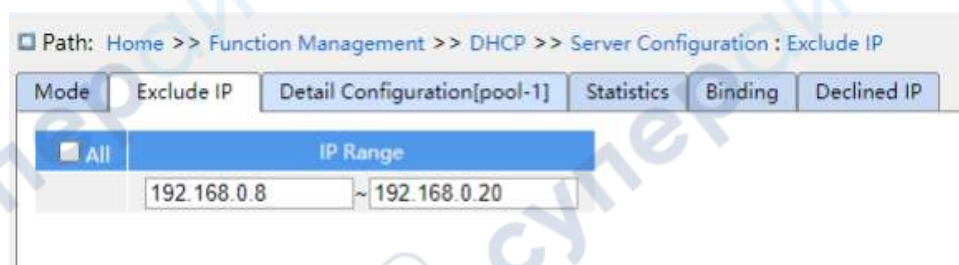 Path: Home >> Function Management >> DHCP >> Server Configuration : Exclude IP
Mode Exclude IP Detail Configuration[pool-1] Statistics Binding Declined IP
All IP Range
192.168.0.8 ~ 192.168.0.20